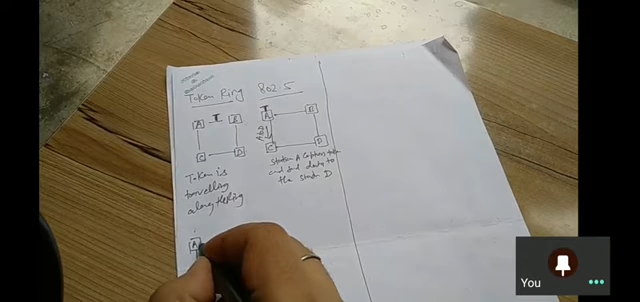 Token Ring 802.5
A T B
C D
Token is
travelling
along the Ring
T
A B
C D
Station A captures token
and send data to
the station D
A
You